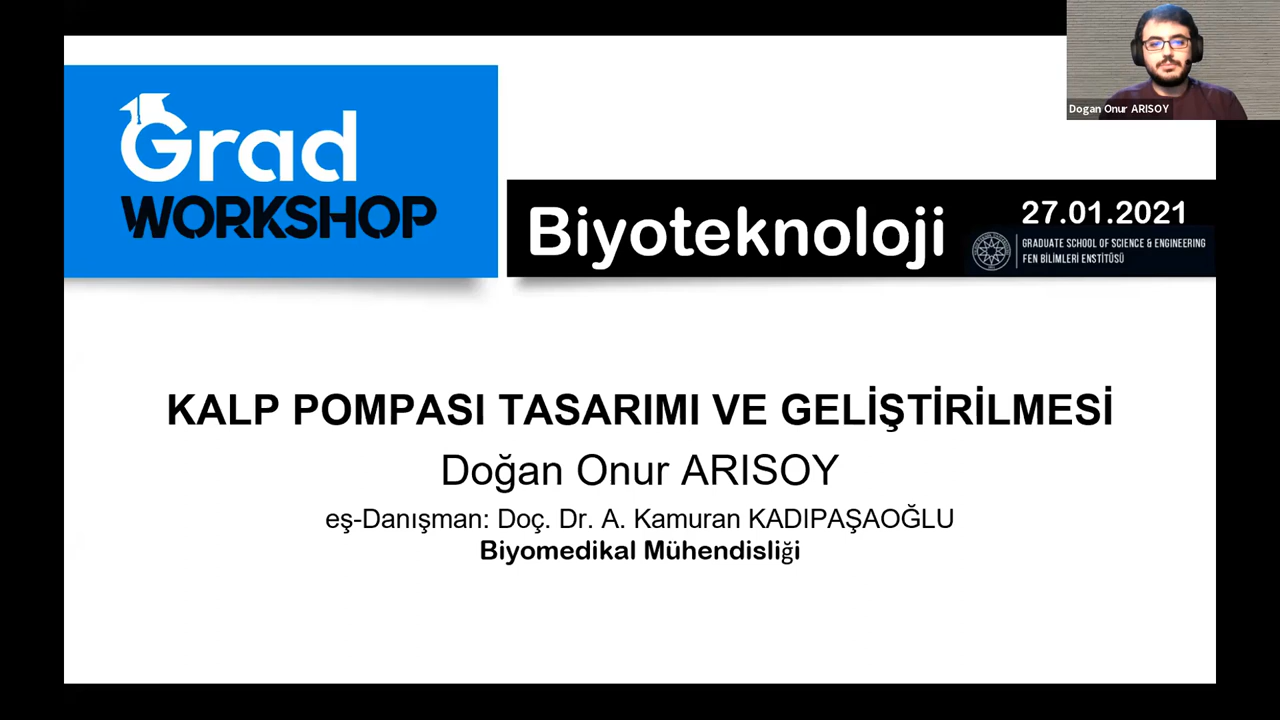 Dogan Onur ARISOY
Grad
WORKSHOP
Biyoteknoloji
27.01.2021
GRADUATE SCHOOL OF SCIENCE & ENGINEERING
FEN BİLİMLERİ ENSTİTÜSÜ
KALP POMPASI TASARIMI VE GELİŞTİRİLMESİ
Doğan Onur ARISOY
eş-Danışman: Doç. Dr. A. Kamuran KADIPAŞAOĞLU
Biyomedikal Mühendisliği